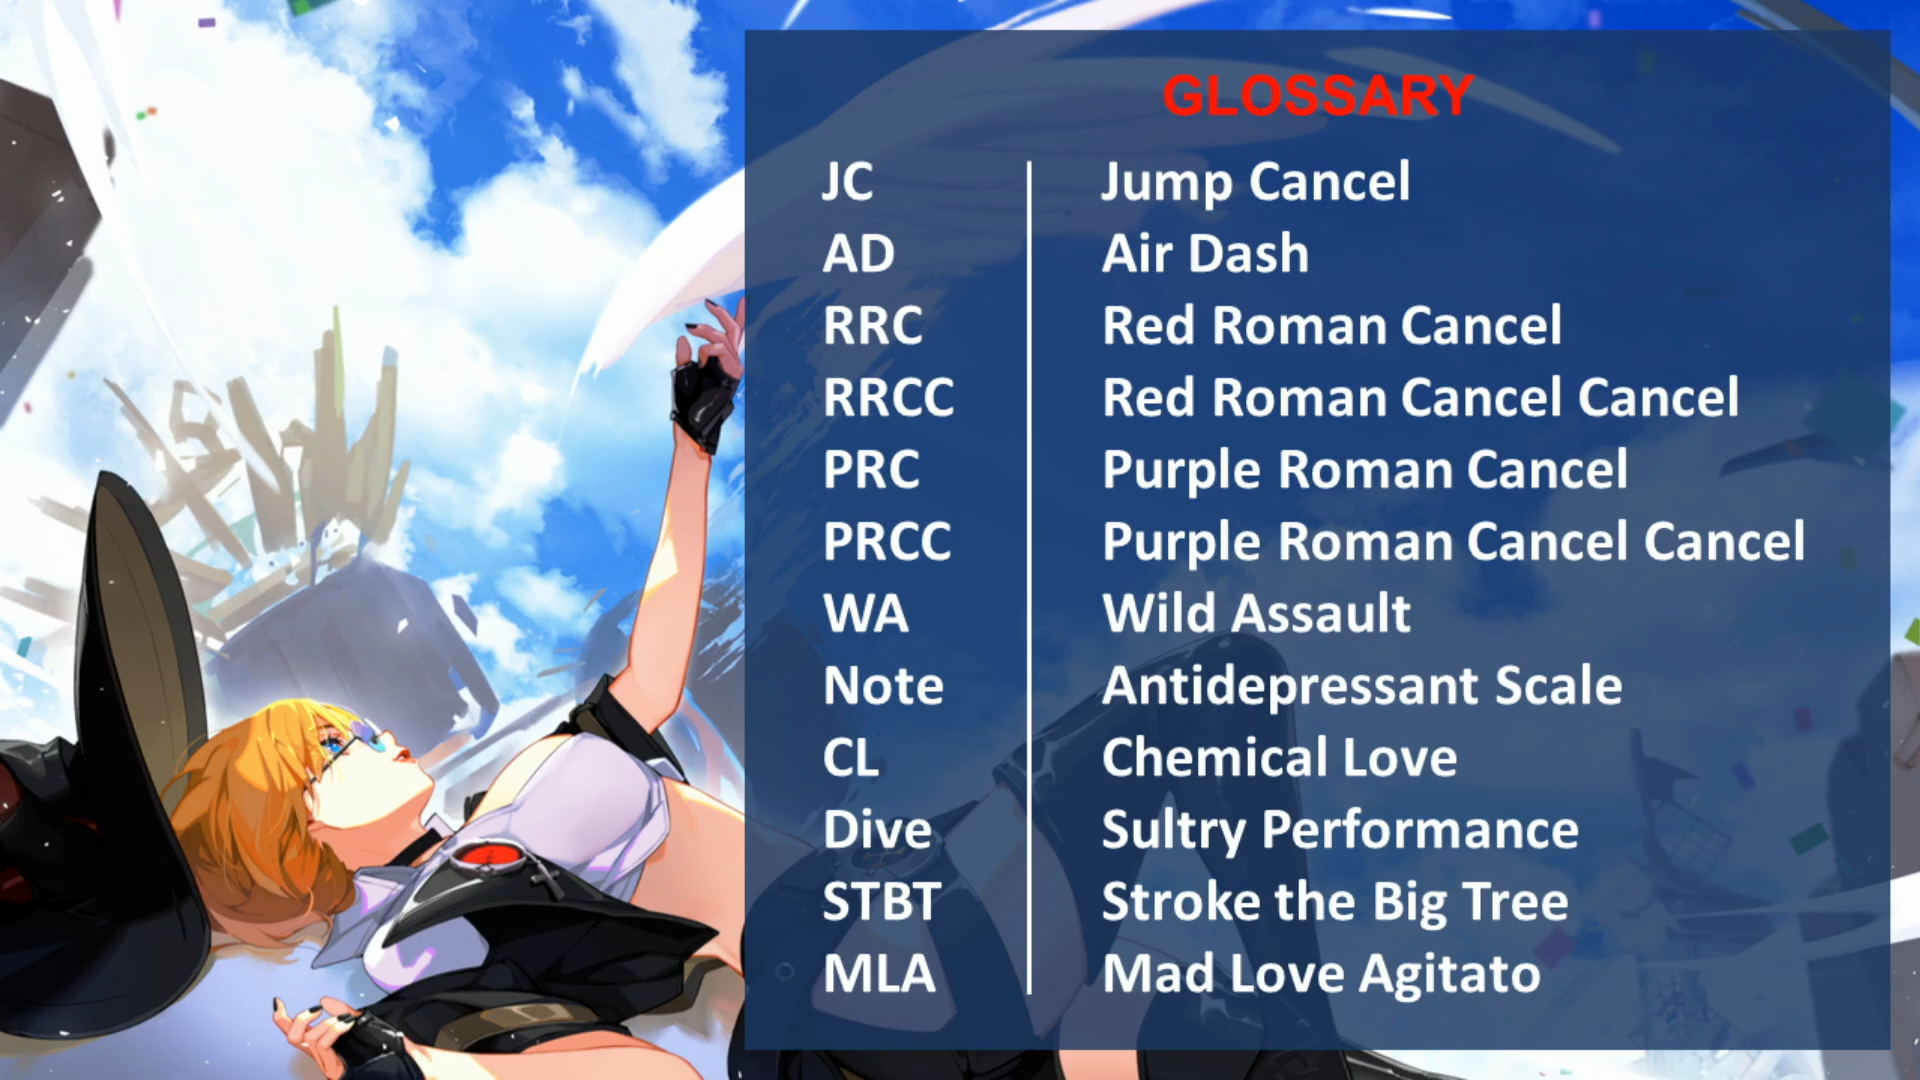 GLOSSARY
JC Jump Cancel
AD Air Dash
RRC Red Roman Cancel
RRCC Red Roman Cancel Cancel
PRC Purple Roman Cancel
PRCC Purple Roman Cancel Cancel
WA Wild Assault
Note Antidepressant Scale
CL Chemical Love
Dive Sultry Performance
STBT Stroke the Big Tree
MLA Mad Love Agitato